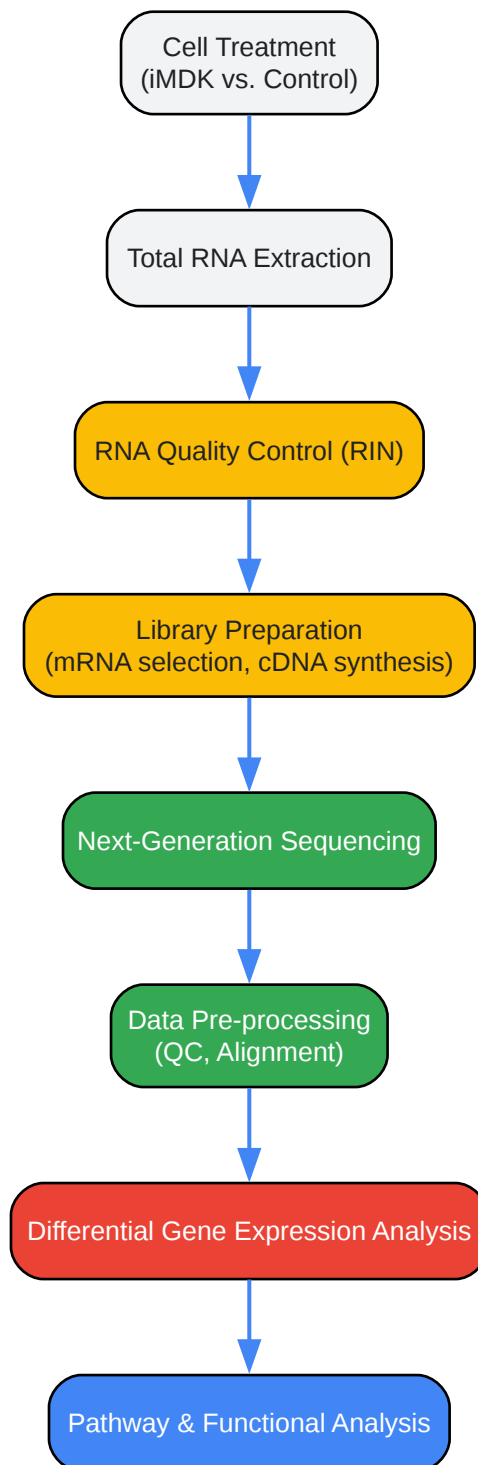 Cell Treatment
(iMDK vs. Control)
Total RNA Extraction
RNA Quality Control (RIN)
Library Preparation
(mRNA selection, cDNA synthesis)
Next-Generation Sequencing
Data Pre-processing
(QC, Alignment)
Differential Gene Expression Analysis
Pathway & Functional Analysis